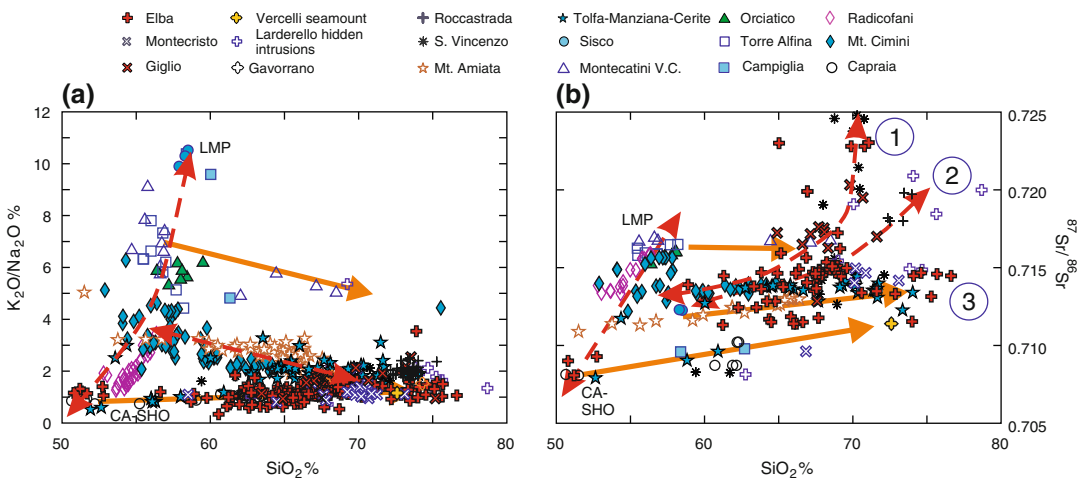 Elba
Vercelli seamount
Roccastrada
Tolfa-Manziana-Cerite
Orciatico
Radicofani
Montecristo
Larderello hidden
intrusions
S. Vincenzo
Sisco
Torre Alfina
Mt. Cimini
Giglio
Gavorrano
Mt. Amiata
Montecatini V.C.
Campiglia
Capraia
(a)
12
10
8
6
4
2
0
K2O/Na2O %
LMP
CA-SHO
50
60
70
80
SiO2 %
(b)
0.725
0.720
0.715
0.710
0.705
87Sr/86Sr
1
2
3
LMP
CA-
SHO
50
60
70
80
SiO2 %